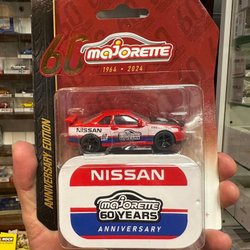 60
majorette
1964 - 2024
ANNIVERSARY EDITION
NISSAN
NISSAN
majorette
60 YEARS
ANNIVERSARY